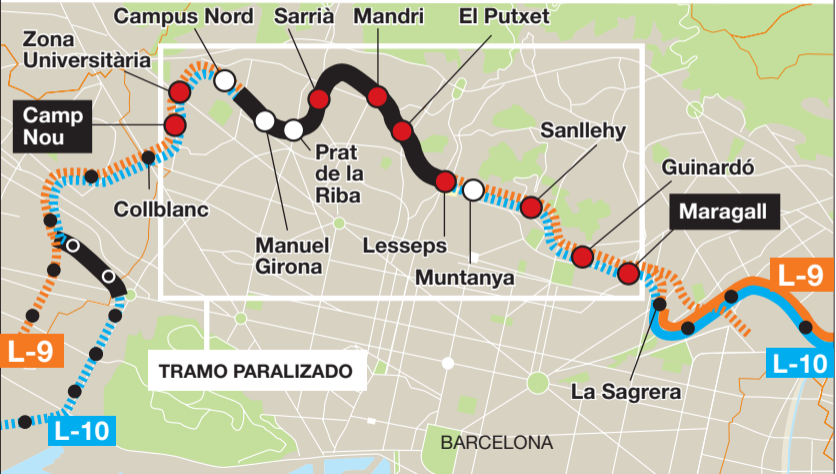 Campus Nord
Sarrià
Mandri
El Putxet
Zona
Universitària
Camp
Nou
Sanllehy
Prat
de la
Riba
Guinardó
Collblanc
Maragall
Manuel
Girona
Lesseps
Muntanya
L-9
L-9
L-10
TRAMO PARALIZADO
La Sagrera
L-10
BARCELONA